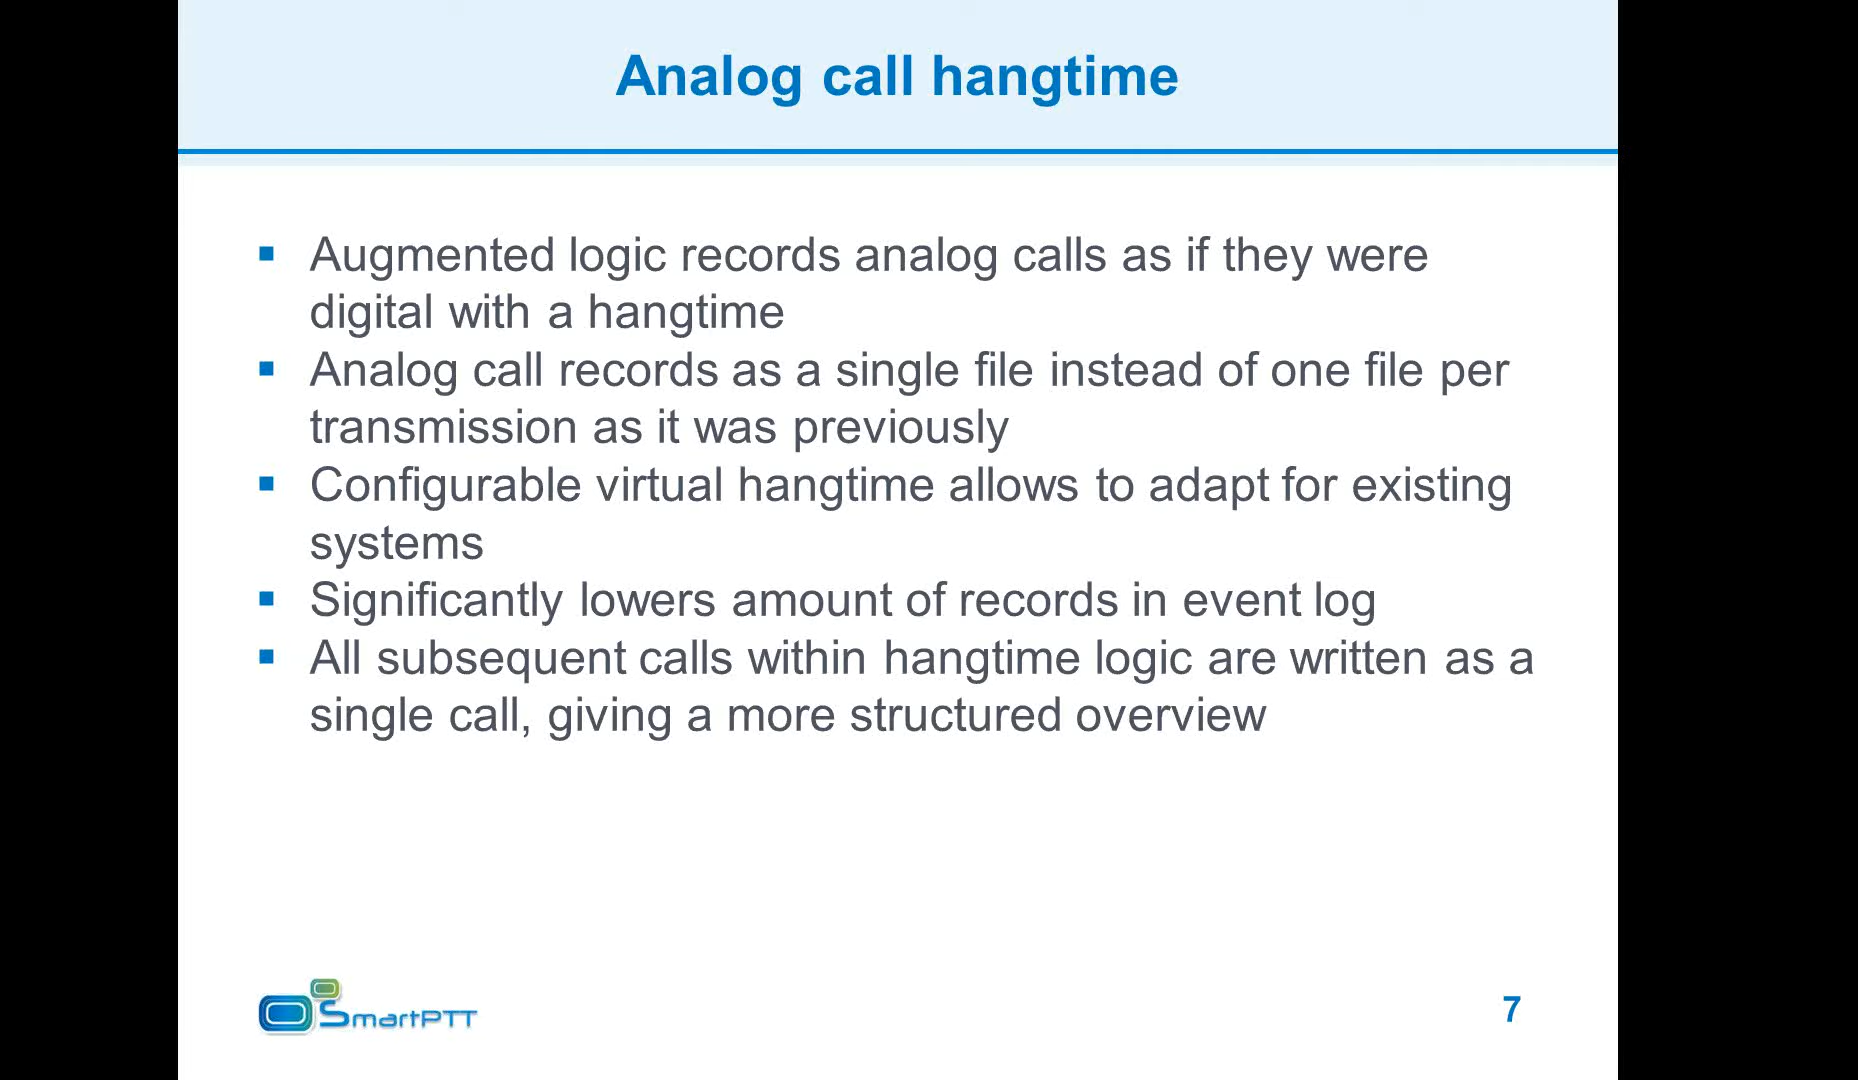 Analog call hangtime
▪ Augmented logic records analog calls as if they were
digital with a hangtime
▪ Analog call records as a single file instead of one file per
transmission as it was previously
▪ Configurable virtual hangtime allows to adapt for existing
systems
▪ Significantly lowers amount of records in event log
▪ All subsequent calls within hangtime logic are written as a
single call, giving a more structured overview
SmartPTT
7